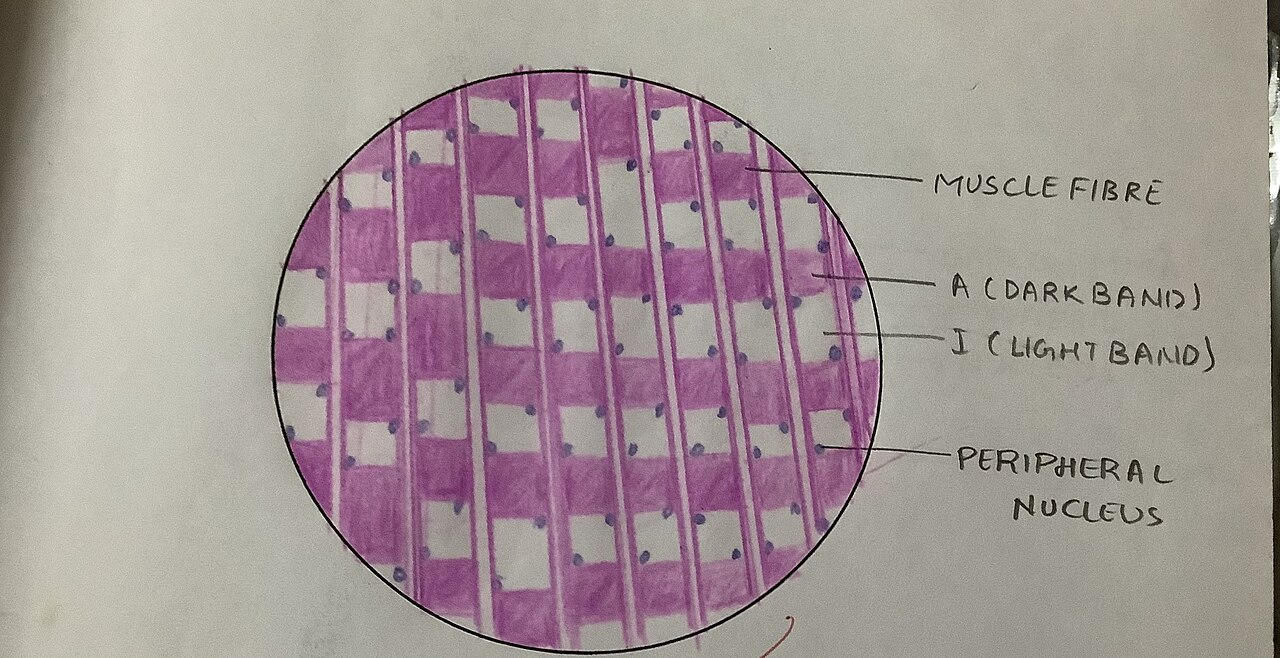 MUSCLE FIBRE
A (DARK BAND)
I (LIGHT BAND)
PERIPHERAL
NUCLEUS